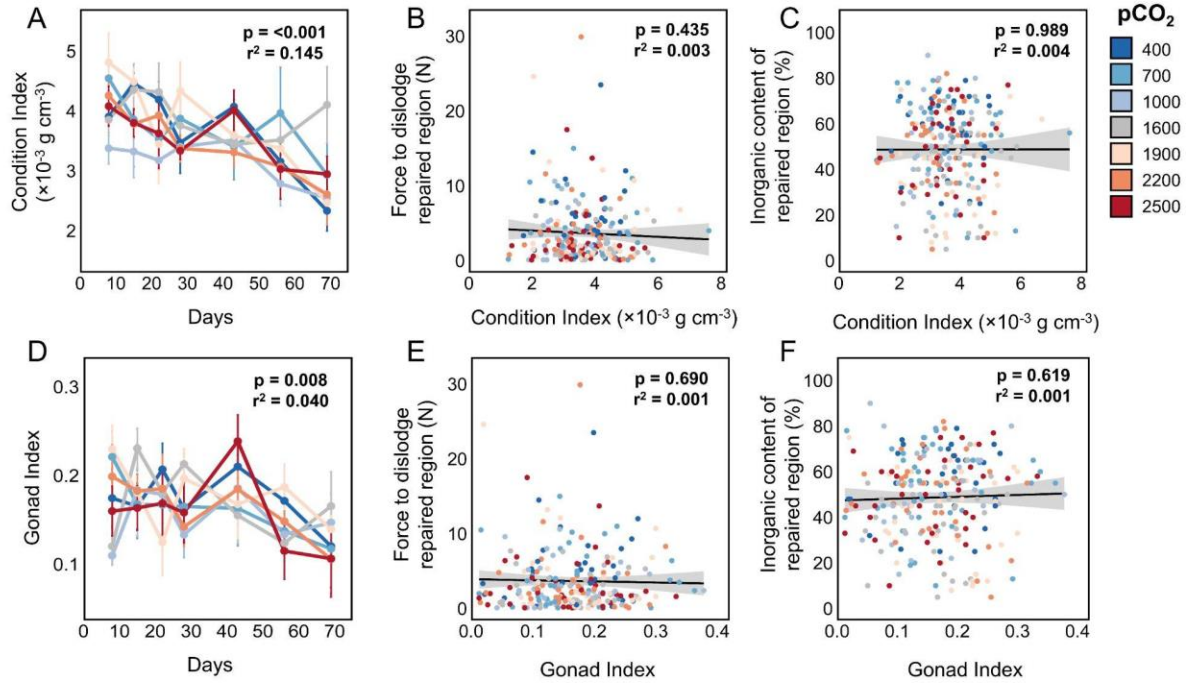 A
p = <0.001
r² = 0.145
Condition Index
(×10⁻³ g cm⁻³)
5
4
3
2
0 10 20 30 40 50 60 70
Days
B
p = 0.435
r² = 0.003
Force to dislodge
repaired region (N)
30
20
10
0
0 2 4 6 8
Condition Index (×10⁻³ g cm⁻³)
C
p = 0.989
r² = 0.004
Inorganic content of
repaired region (%)
100
80
60
40
20
0
0 2 4 6 8
Condition Index (×10⁻³ g cm⁻³)
pCO₂
400
700
1000
1600
1900
2200
2500
D
p = 0.008
r² = 0.040
Gonad Index
0.3
0.2
0.1
0 10 20 30 40 50 60 70
Days
E
p = 0.690
r² = 0.001
Force to dislodge
repaired region (N)
30
20
10
0
0.0 0.1 0.2 0.3 0.4
Gonad Index
F
p = 0.619
r² = 0.001
Inorganic content of
repaired region (%)
100
80
60
40
20
0
0.0 0.1 0.2 0.3 0.4
Gonad Index